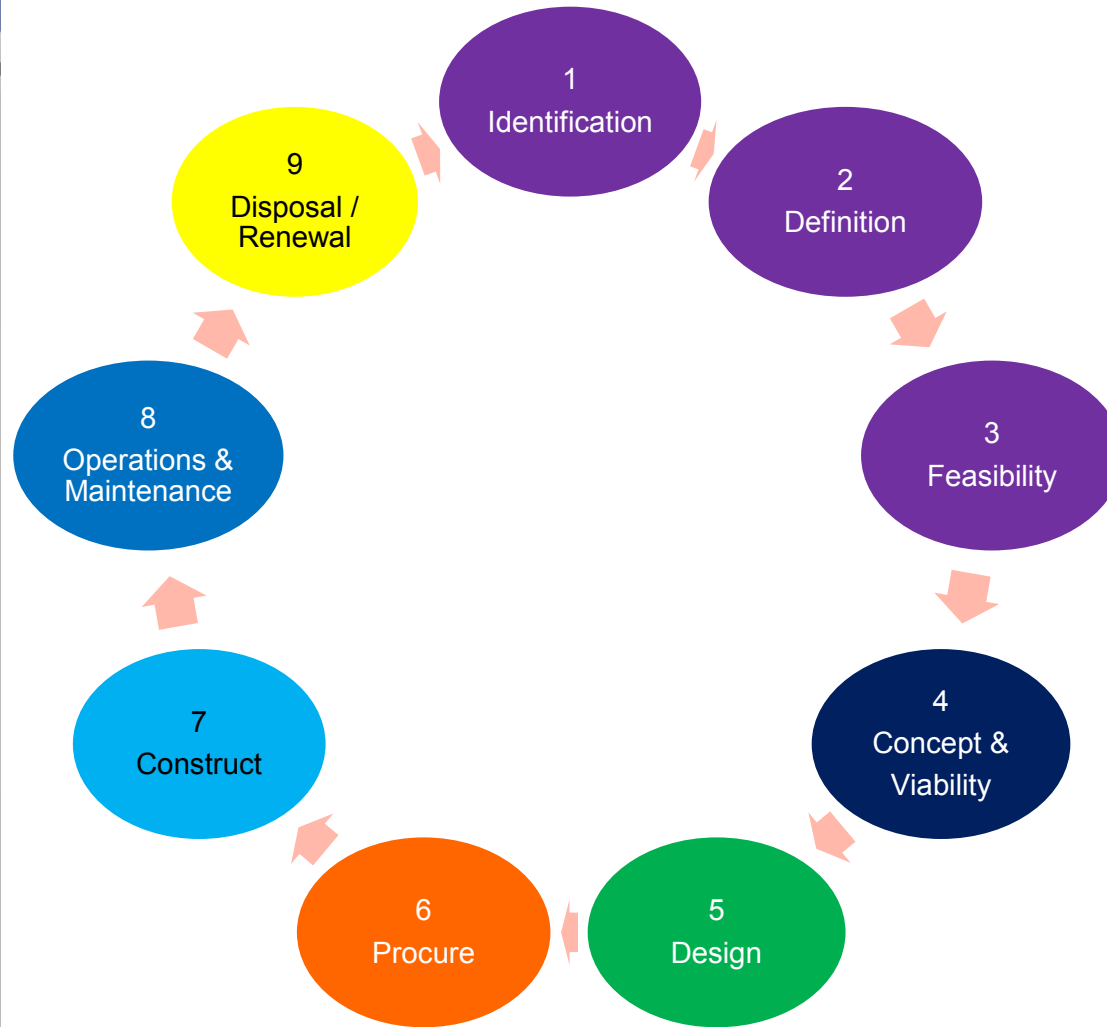 1
Identification
2
Definition
3
Feasibility
4
Concept &
Viability
5
Design
6
Procure
7
Construct
8
Operations &
Maintenance
9
Disposal /
Renewal